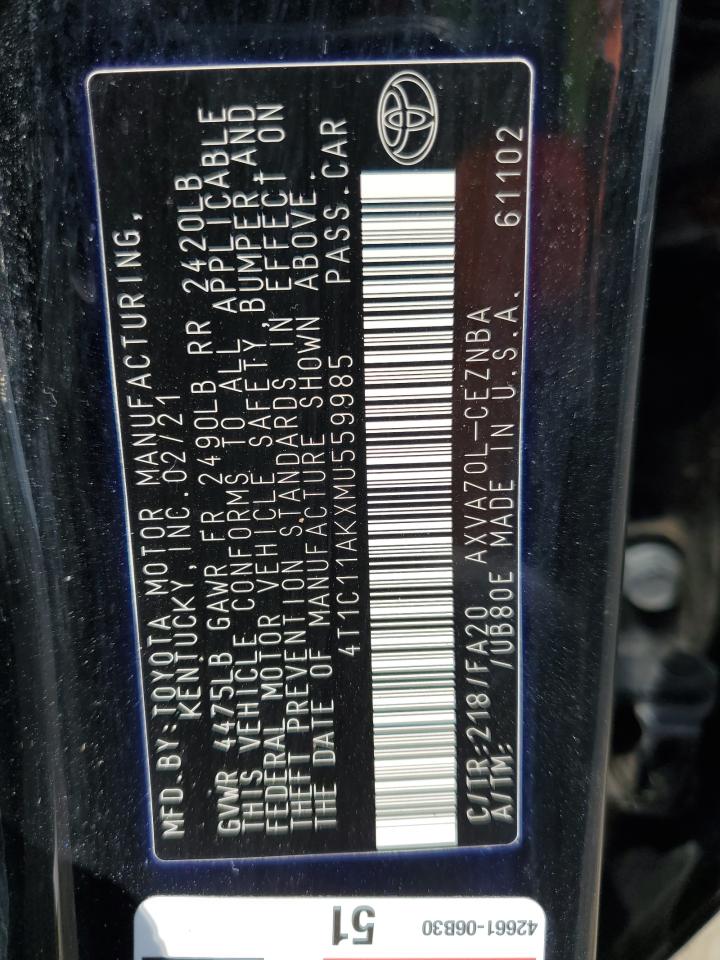 MFD.BY:TOYOTA MOTOR MANUFACTURING,
KENTUCKY,INC.02/21
GVWR 4475LB GAWR FR 2490LB RR 2420LB
THIS VEHICLE CONFORMS TO ALL APPLICABLE
FEDERAL MOTOR VEHICLE SAFETY, BUMPER,AND
THEFT PREVENTION STANDARDS IN EFFECT ON
THE DATE OF MANUFACTURE SHOWN ABOVE.
4T1C11AKXMU559985 PASS.CAR
C/TR:218 /FA20 AXVA70L-CEZNBA
A/TM: /UB80E MADE IN U.S.A. 61102
51
42661-06B30